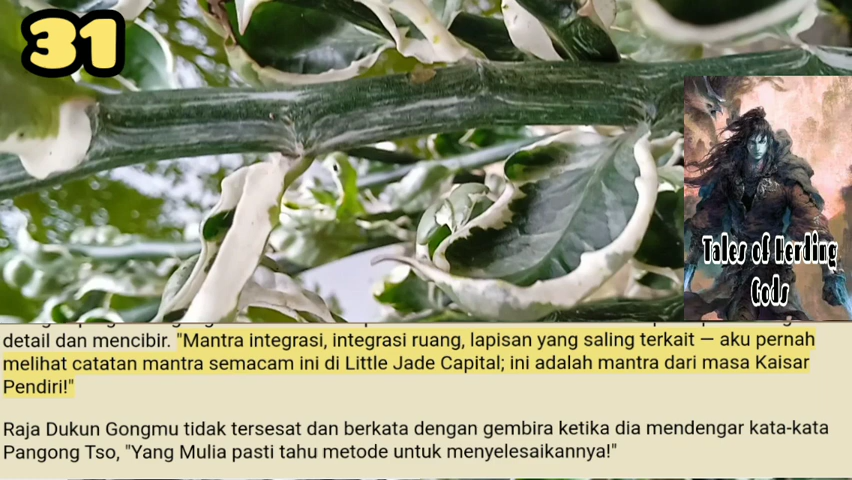 31
Tales of Herding
Gods
detail dan mencibir. "Mantra integrasi, integrasi ruang, lapisan yang saling terkait — aku pernah
melihat catatan mantra semacam ini di Little Jade Capital; ini adalah mantra dari masa Kaisar
Pendiri!"
Raja Dukun Gongmu tidak tersesat dan berkata dengan gembira ketika dia mendengar kata-kata
Pangong Tso, "Yang Mulia pasti tahu metode untuk menyelesaikannya!"